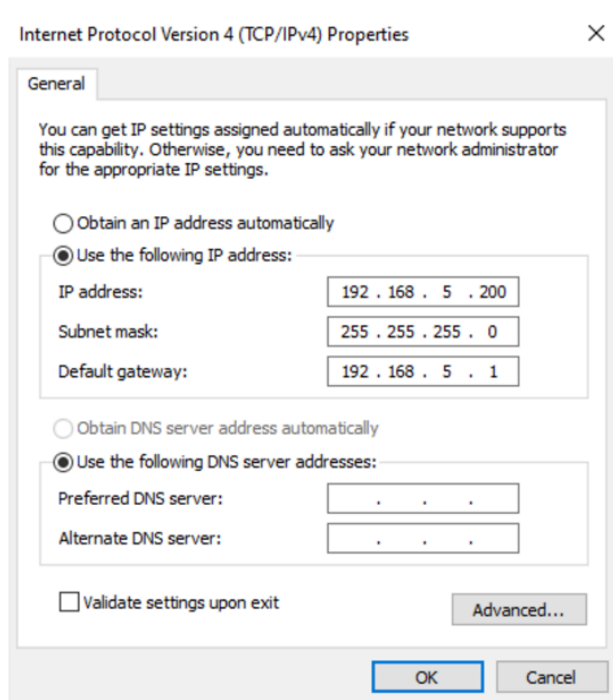 Internet Protocol Version 4 (TCP/IPv4) Properties
General
You can get IP settings assigned automatically if your network supports
this capability. Otherwise, you need to ask your network administrator
for the appropriate IP settings.
Obtain an IP address automatically
Use the following IP address:
IP address: 192 . 168 . 5 . 200
Subnet mask: 255 . 255 . 255 . 0
Default gateway: 192 . 168 . 5 . 1
Obtain DNS server address automatically
Use the following DNS server addresses:
Preferred DNS server: . . .
Alternate DNS server: . . .
Validate settings upon exit
Advanced...
OK Cancel